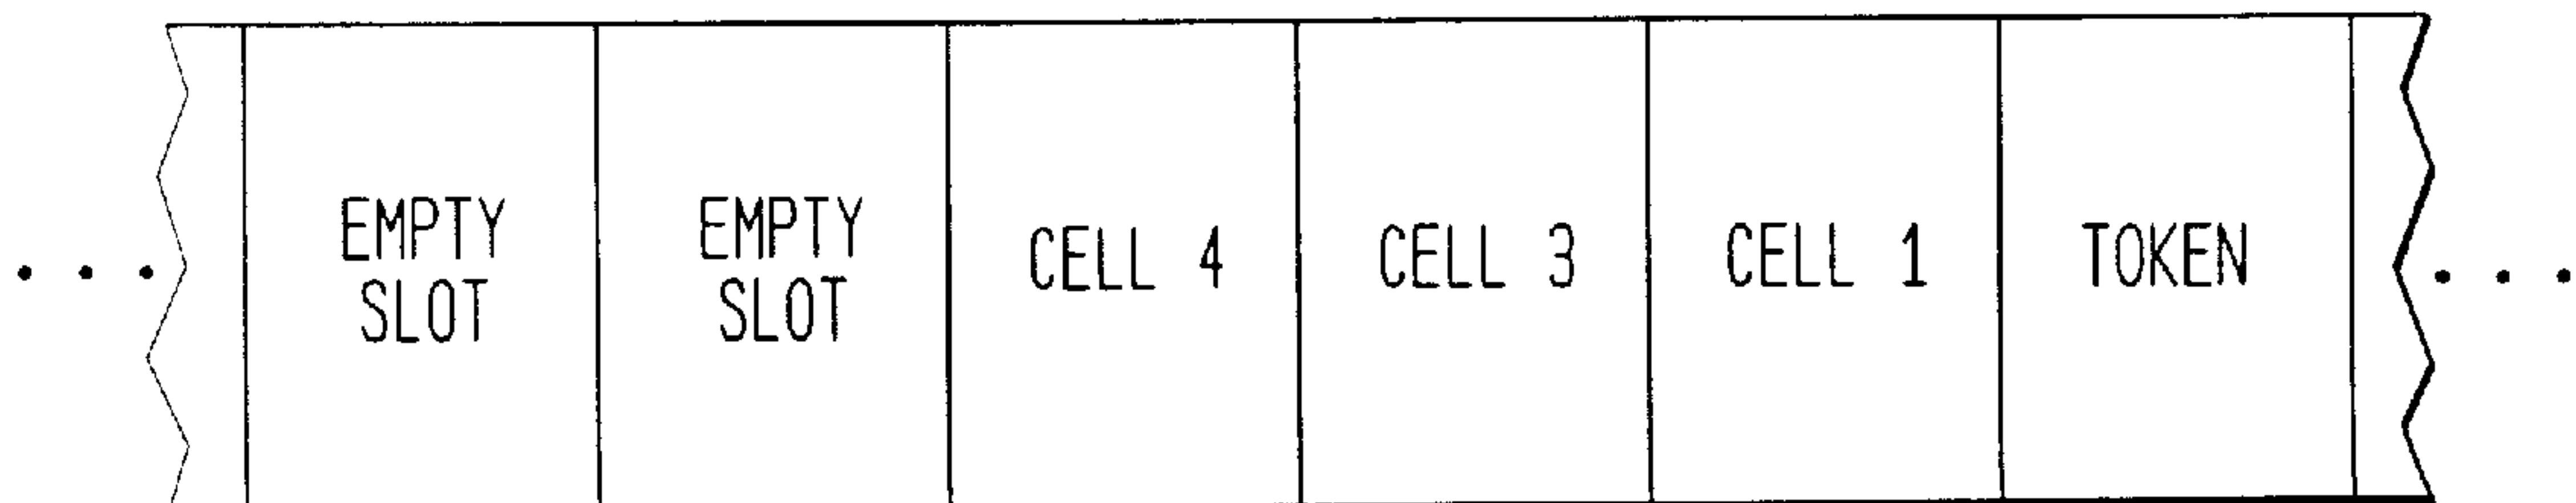 EMPTY
SLOT
EMPTY
SLOT
CELL 4
CELL 3
CELL 1
TOKEN